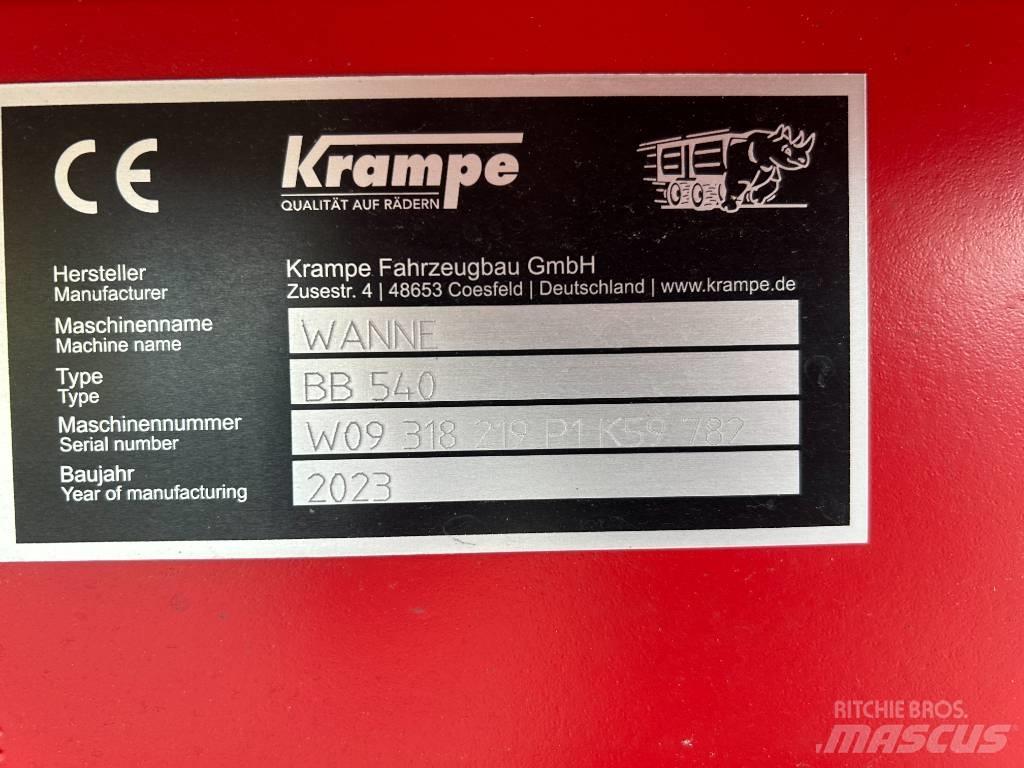 CE
Krampe
QUALITÄT AUF RÄDERN
Hersteller
Manufacturer
Krampe Fahrzeugbau GmbH
Zusestr. 4 | 48653 Coesfeld | Deutschland | www.krampe.de
Maschinenname
Machine name
WANNE
Type
Type
BB 540
Maschinennummer
Serial number
W09 318 219 P1 K59 782
Baujahr
Year of manufacturing
2023
RITCHIE BROS.
MASCUS